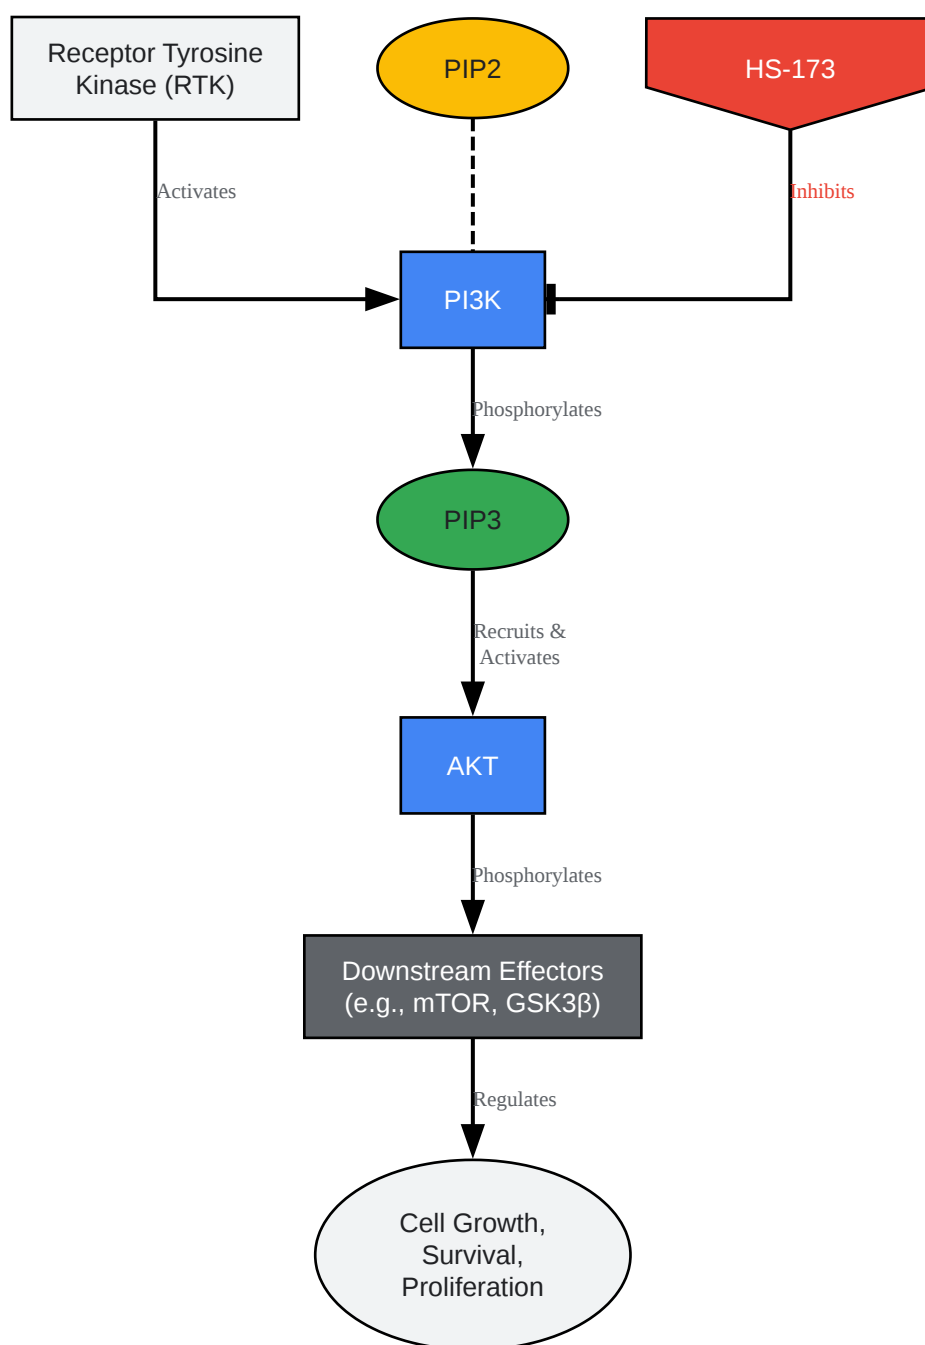 Receptor Tyrosine
Kinase (RTK)
PIP2
HS-173
Activates
Inhibits
PI3K
Phosphorylates
PIP3
Recruits &
Activates
AKT
Phosphorylates
Downstream Effectors
(e.g., mTOR, GSK3β)
Regulates
Cell Growth,
Survival,
Proliferation